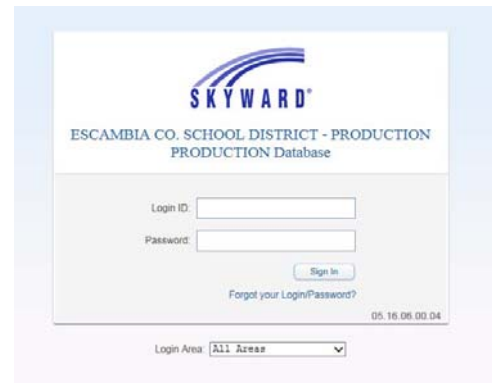 SKYWARD®
ESCAMBIA CO. SCHOOL DISTRICT - PRODUCTION
PRODUCTION Database
Login ID:
Password:
Sign In
Forgot your Login/Password?
05.16.06.00.04
Login Area: All Areas